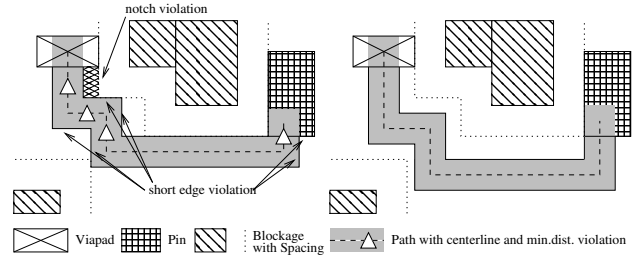 notch violation
short edge violation
Viapad
Pin
Blockage
with Spacing
Path with centerline and min.dist. violation